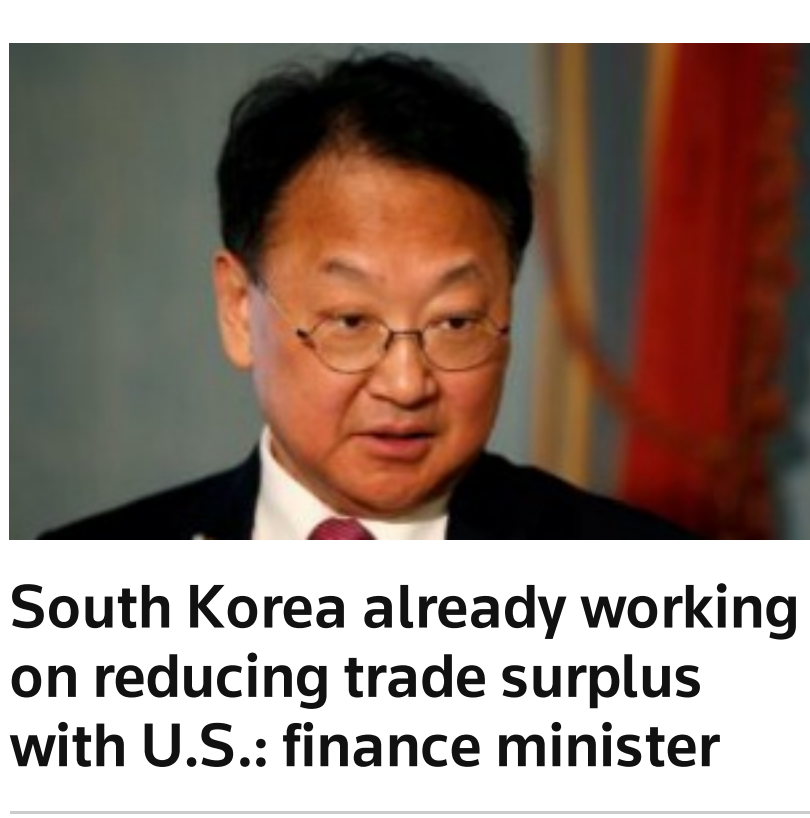 South Korea already working
on reducing trade surplus
with U.S.: finance minister